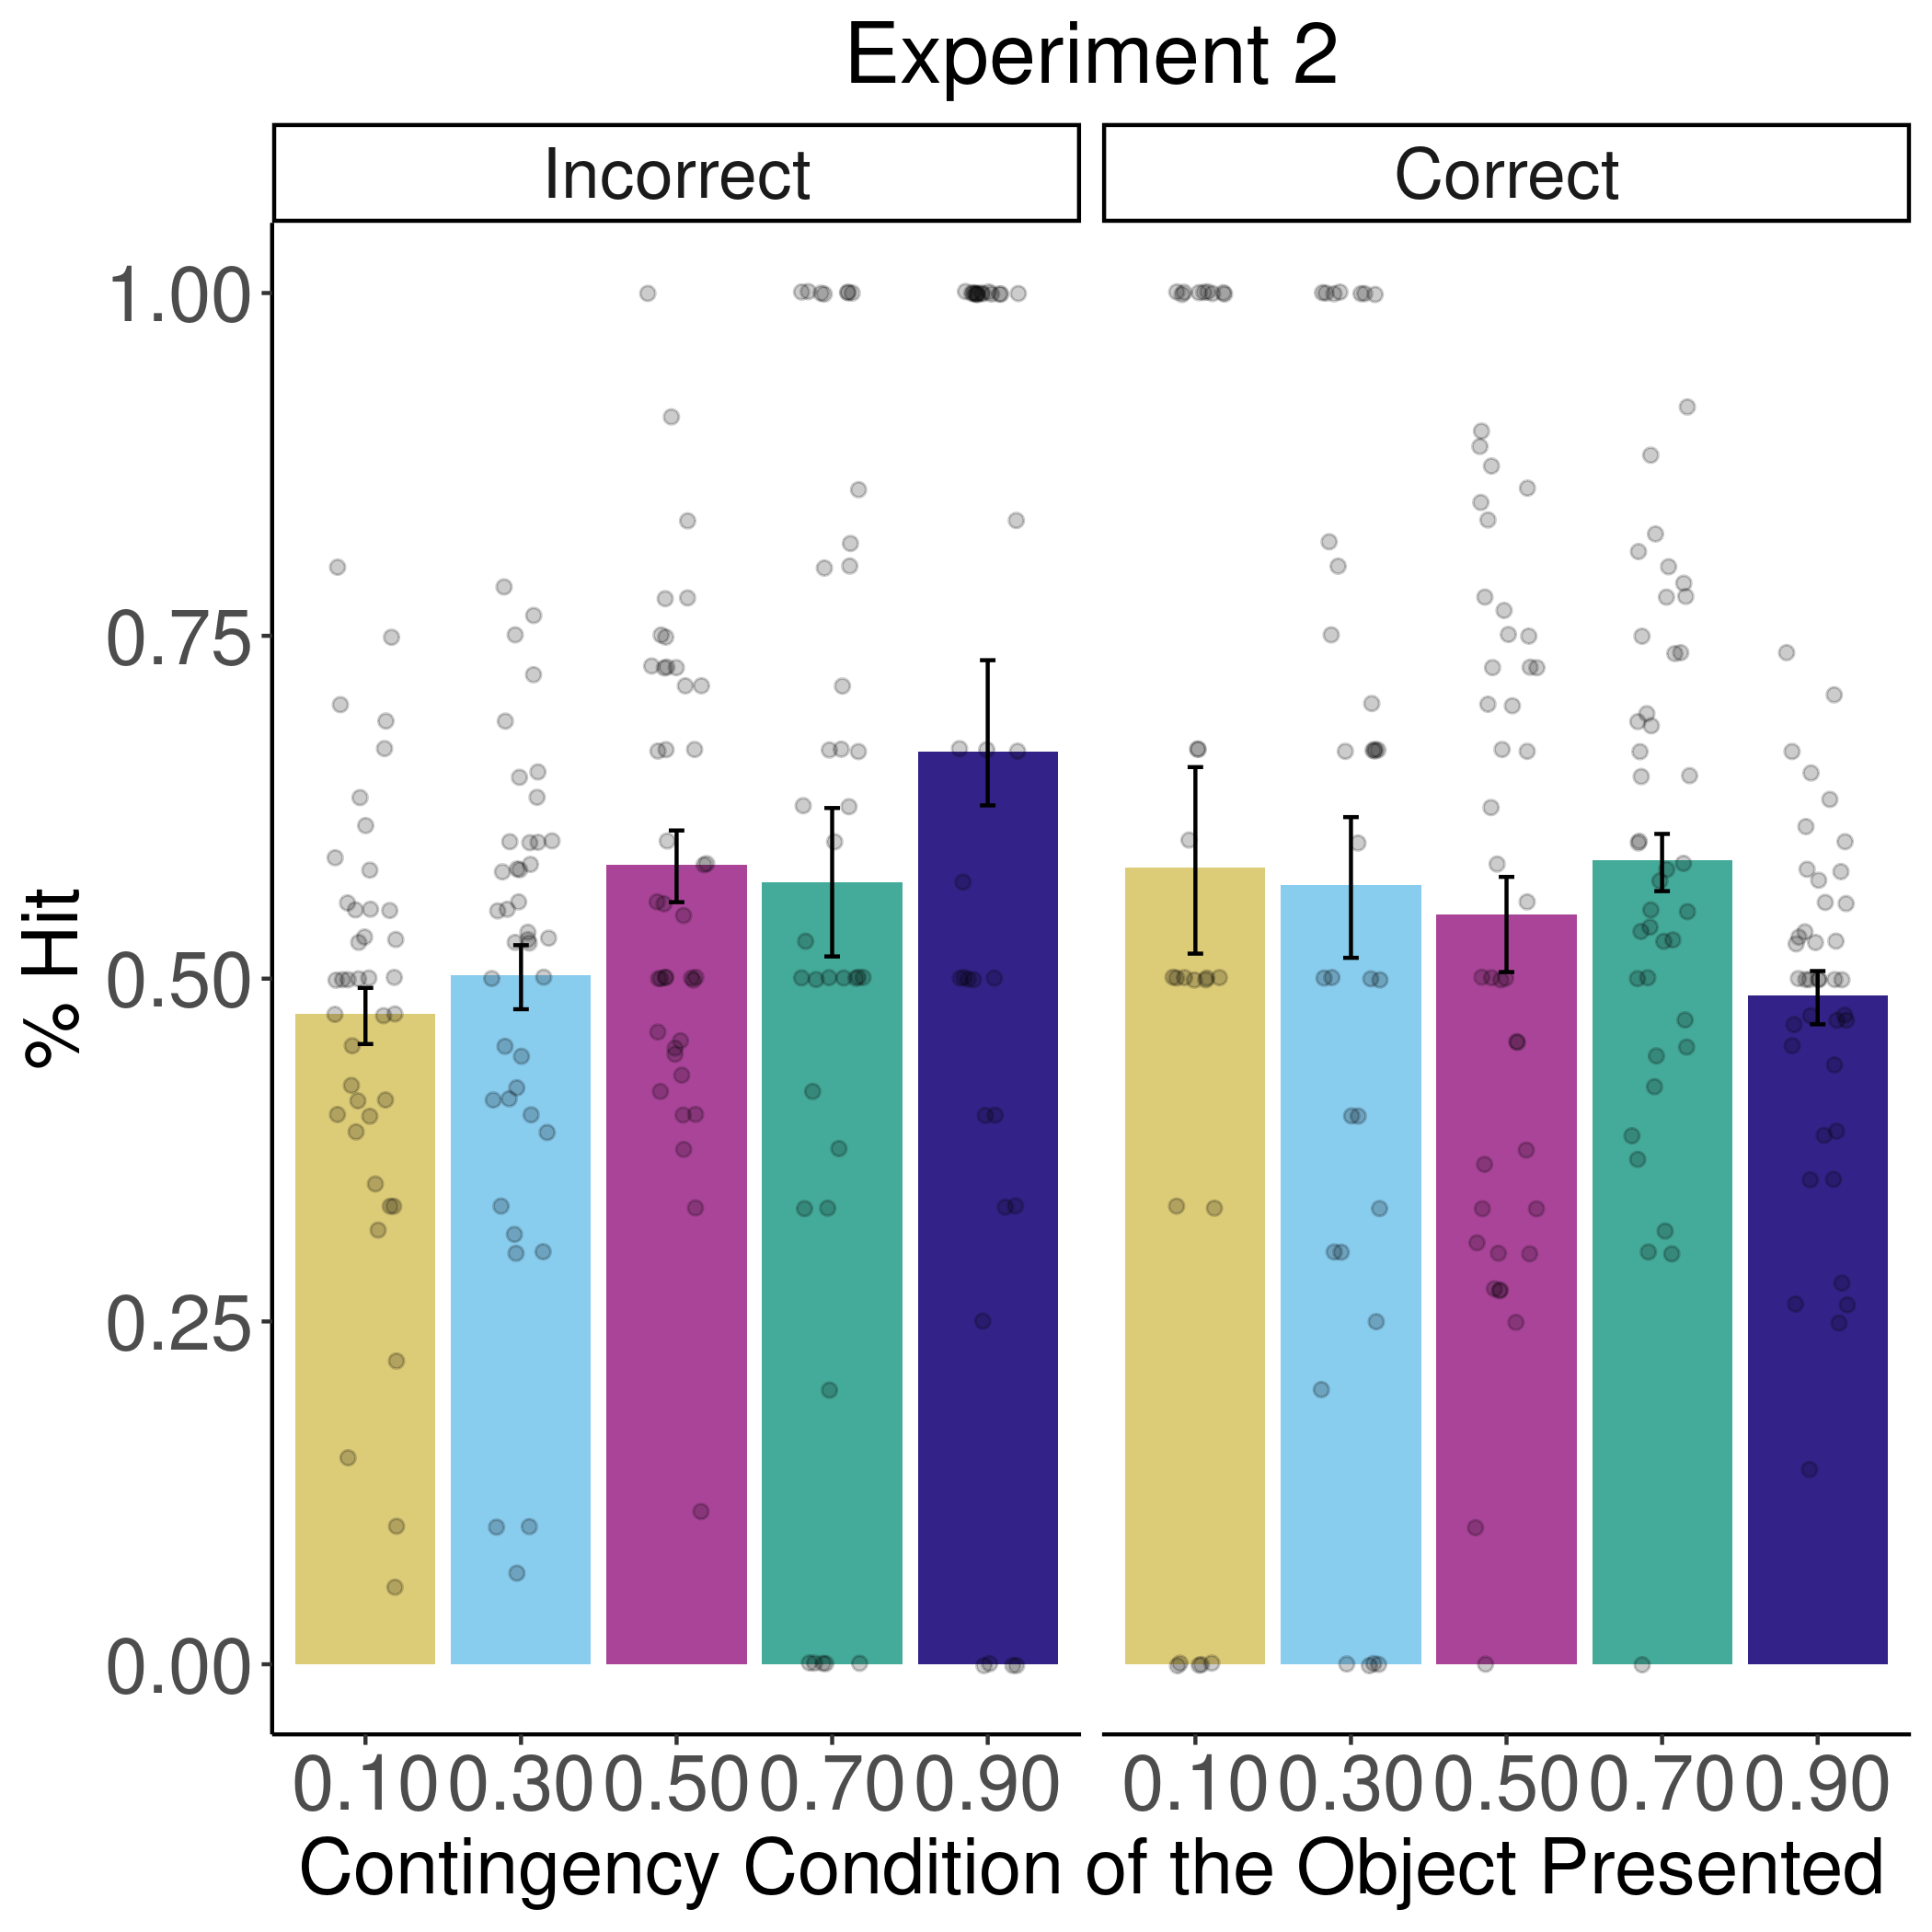 Experiment 2
Incorrect Correct
1.00
0.75
0.50
0.25
0.00
% Hit
0.10 0.30 0.50 0.70 0.90 0.10 0.30 0.50 0.70 0.90
Contingency Condition of the Object Presented